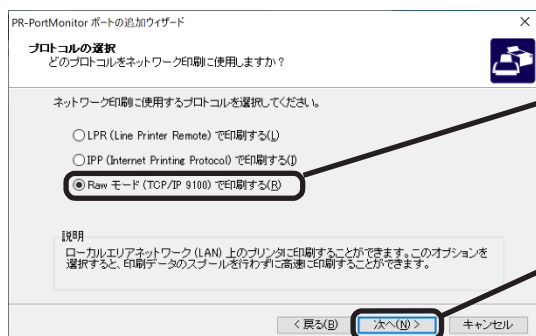 PR-PortMonitor ポートの追加ウィザード
プロトコルの選択
どのプロトコルをネットワーク印刷に使用しますか?
ネットワーク印刷に使用するプロトコルを選択してください。
LPR (Line Printer Remote) で印刷する(L)
IPP (Internet Printing Protocol) で印刷する(I)
Raw モード (TCP/IP 9100) で印刷する(R)
説明
ローカルエリアネットワーク (LAN) 上のプリンタに印刷することができます。このオプションを
選択すると、印刷データのスプールを行わずに高速に印刷することができます。
< 戻る(B) 次へ(N) > キャンセル